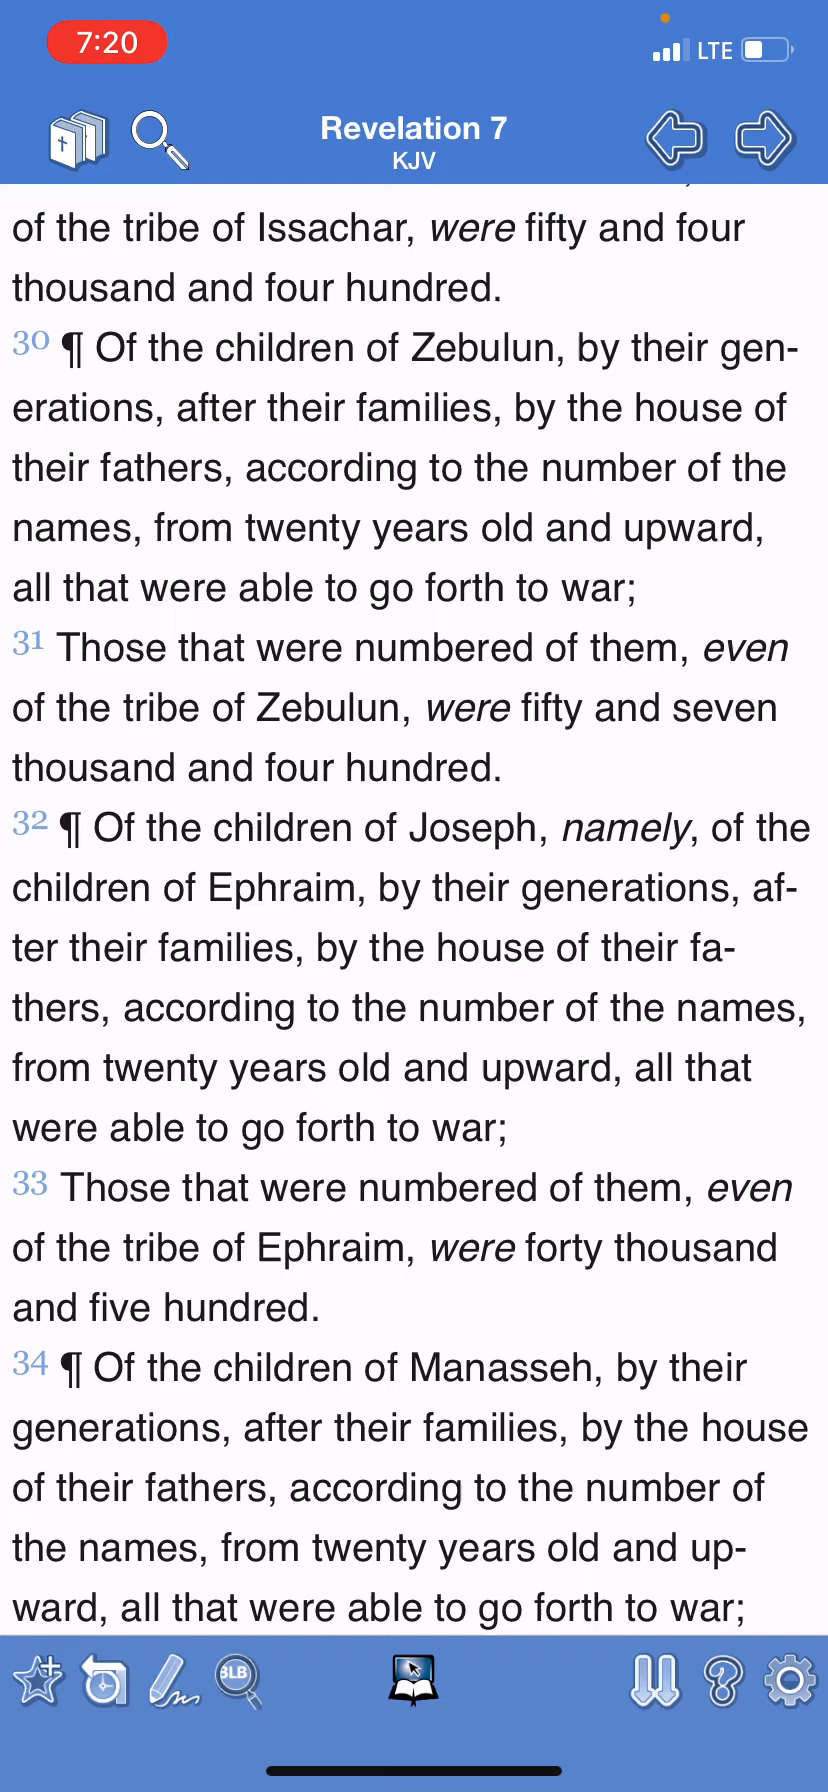 7:20
LTE
Revelation 7
KJV
of the tribe of Issachar, were fifty and four
thousand and four hundred.
30 ¶ Of the children of Zebulun, by their gen-
erations, after their families, by the house of
their fathers, according to the number of the
names, from twenty years old and upward,
all that were able to go forth to war;
31 Those that were numbered of them, even
of the tribe of Zebulun, were fifty and seven
thousand and four hundred.
32 ¶ Of the children of Joseph, namely, of the
children of Ephraim, by their generations, af-
ter their families, by the house of their fa-
thers, according to the number of the names,
from twenty years old and upward, all that
were able to go forth to war;
33 Those that were numbered of them, even
of the tribe of Ephraim, were forty thousand
and five hundred.
34 ¶ Of the children of Manasseh, by their
generations, after their families, by the house
of their fathers, according to the number of
the names, from twenty years old and up-
ward, all that were able to go forth to war;
BLB